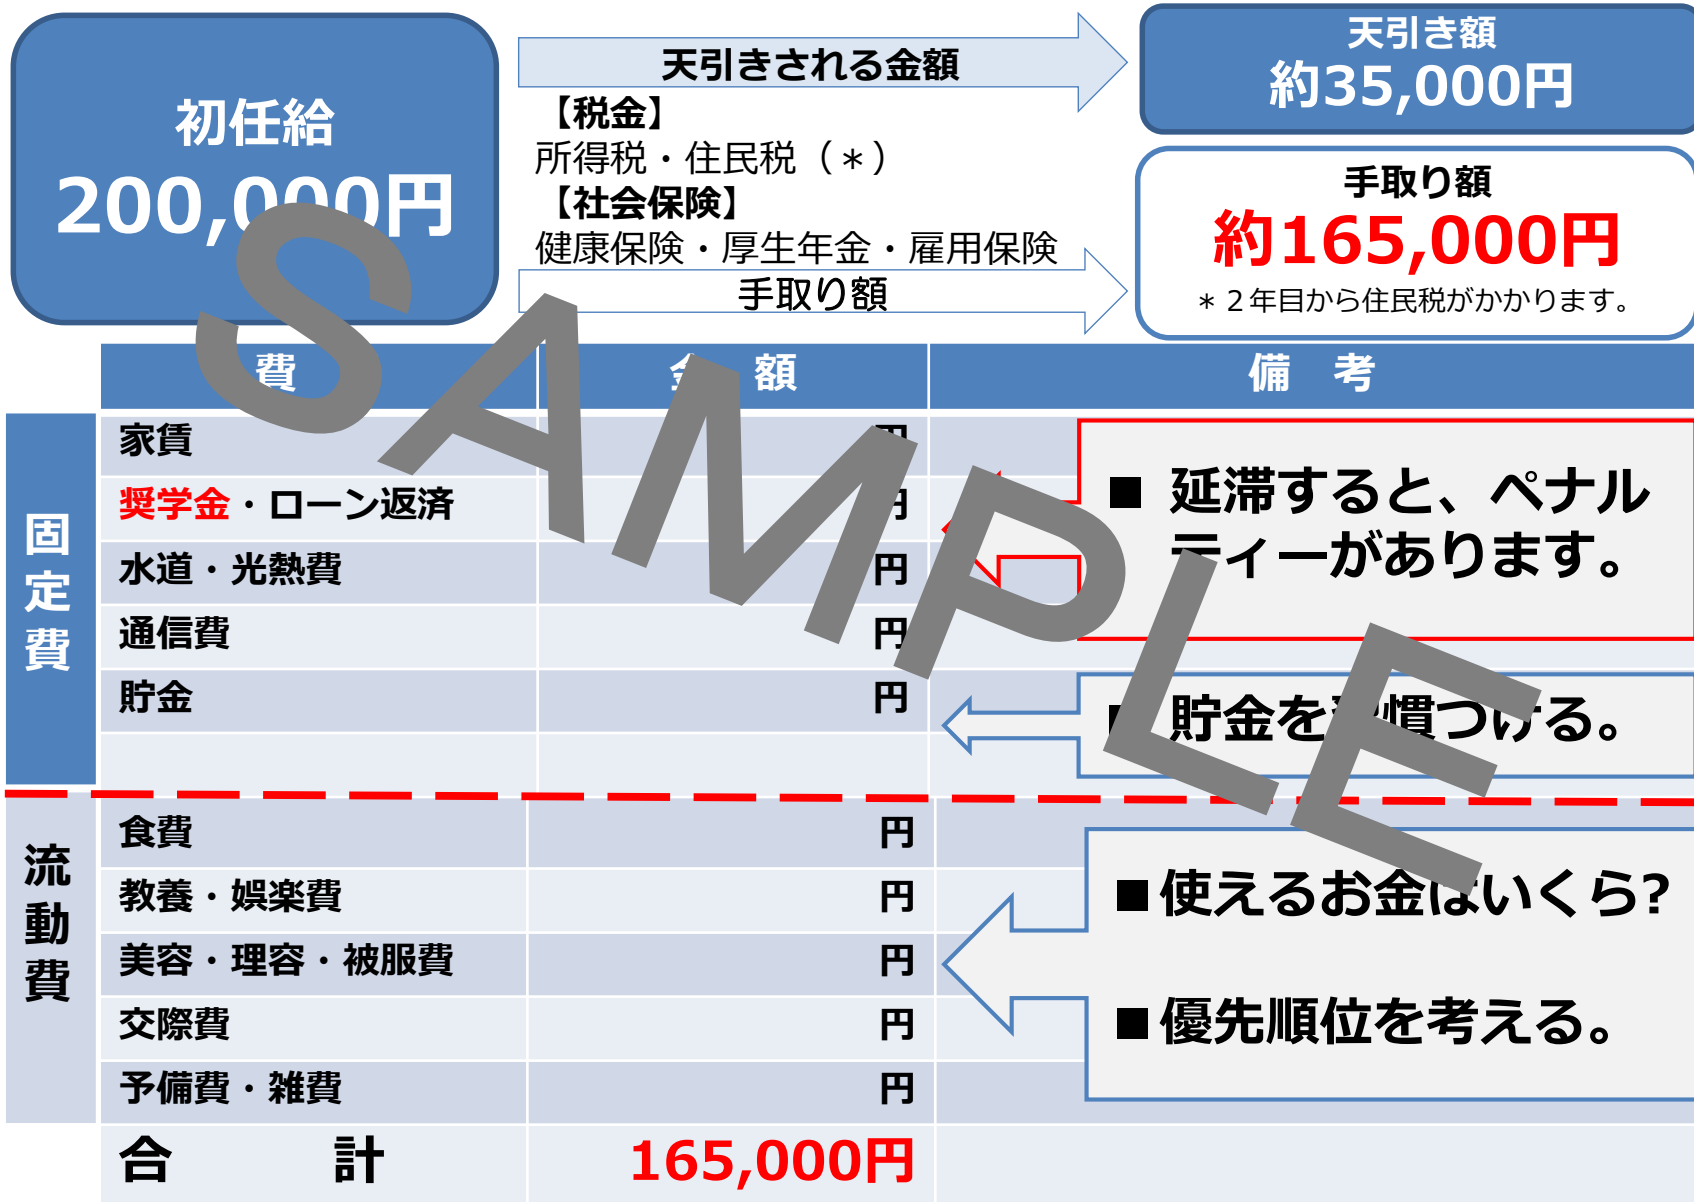 初任給
200,000円
天引きされる金額
【税金】
所得税・住民税（＊）
【社会保険】
健康保険・厚生年金・雇用保険
手取り額
天引き額
約35,000円
手取り額
約165,000円
＊２年目から住民税がかかります。
費 金 額 備 考
固定費
家賃 円
奨学金・ローン返済 円
水道・光熱費 円
通信費 円
貯金 円
■ 延滞すると、ペナル
ティーがあります。
■ 貯金を習慣つける。
流動費
食費 円
教養・娯楽費 円
美容・理容・被服費 円
交際費 円
予備費・雑費 円
■使えるお金はいくら?
■優先順位を考える。
合 計 165,000円
SAMPLE